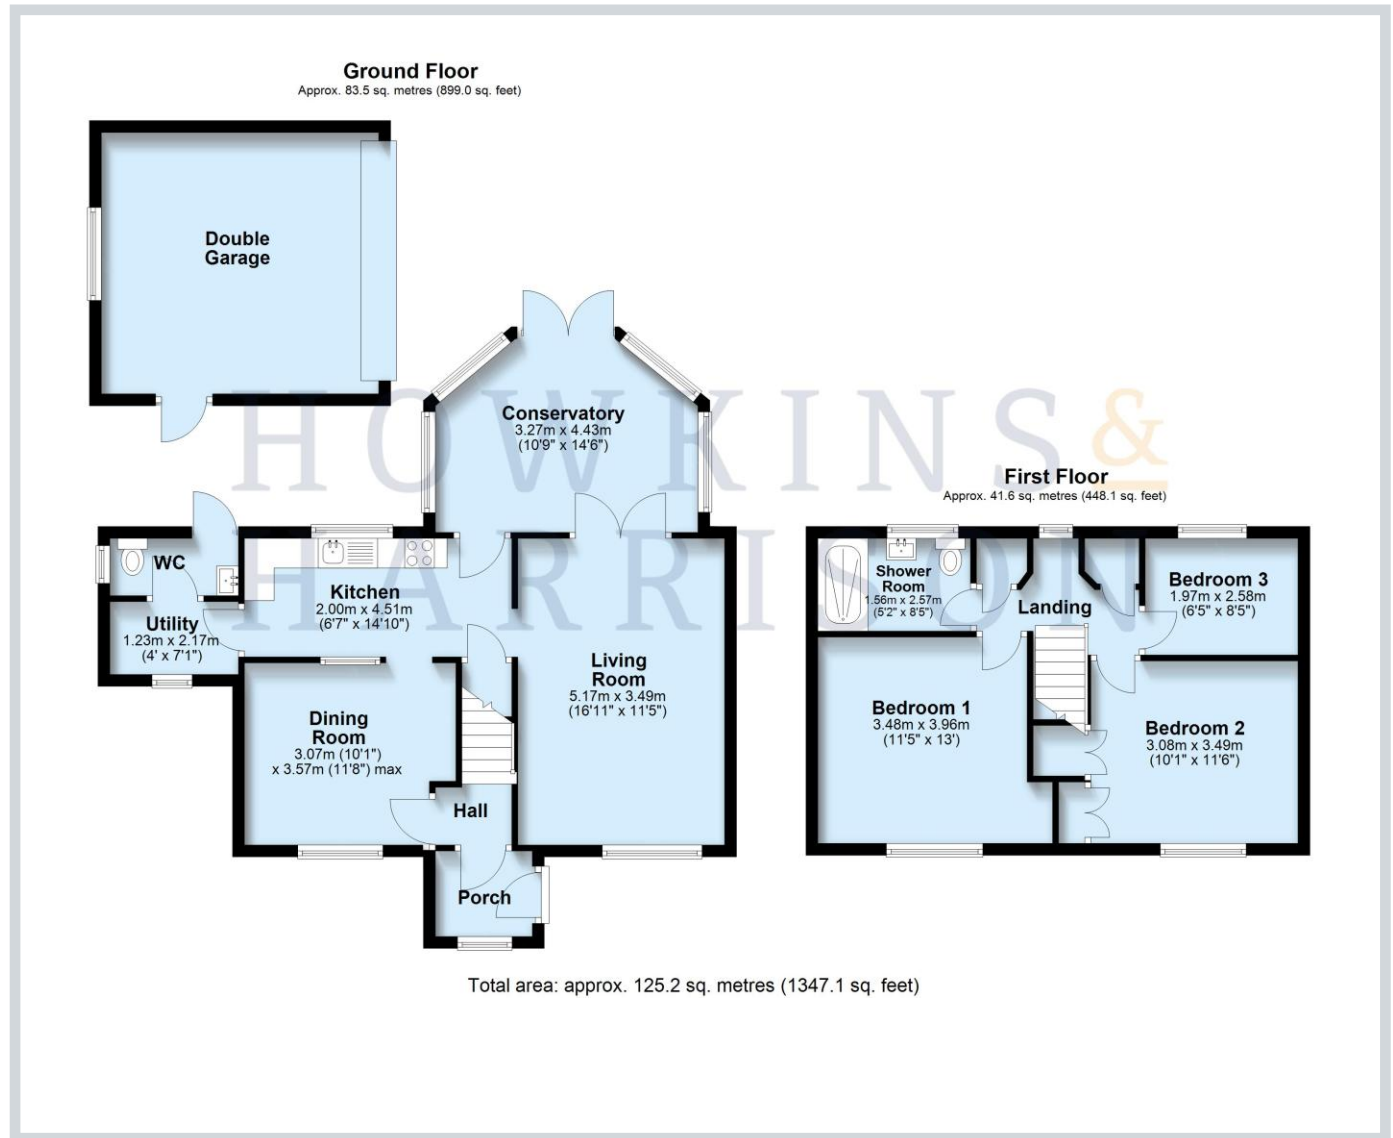 Ground Floor
Approx. 83.5 sq. metres (899.0 sq. feet)
Double
Garage
Conservatory
3.27m x 4.43m
(10'9" x 14'6")
HOWKINS &
HARRISON
WC
Kitchen
2.00m x 4.51m
(6'7" x 14'10")
Utility
1.23m x 2.17m
(4' x 7'1")
Living
Room
5.17m x 3.49m
(16'11" x 11'5")
Dining
Room
3.07m (10'1")
x 3.57m (11'8") max
Hall
Porch
First Floor
Approx. 41.6 sq. metres (448.1 sq. feet)
Shower
Room
1.56m x 2.57m
(5'2" x 8'5")
Landing
Bedroom 3
1.97m x 2.58m
(6'5" x 8'5")
Bedroom 1
3.48m x 3.96m
(11'5" x 13')
Bedroom 2
3.08m x 3.49m
(10'1" x 11'6")
Total area: approx. 125.2 sq. metres (1347.1 sq. feet)